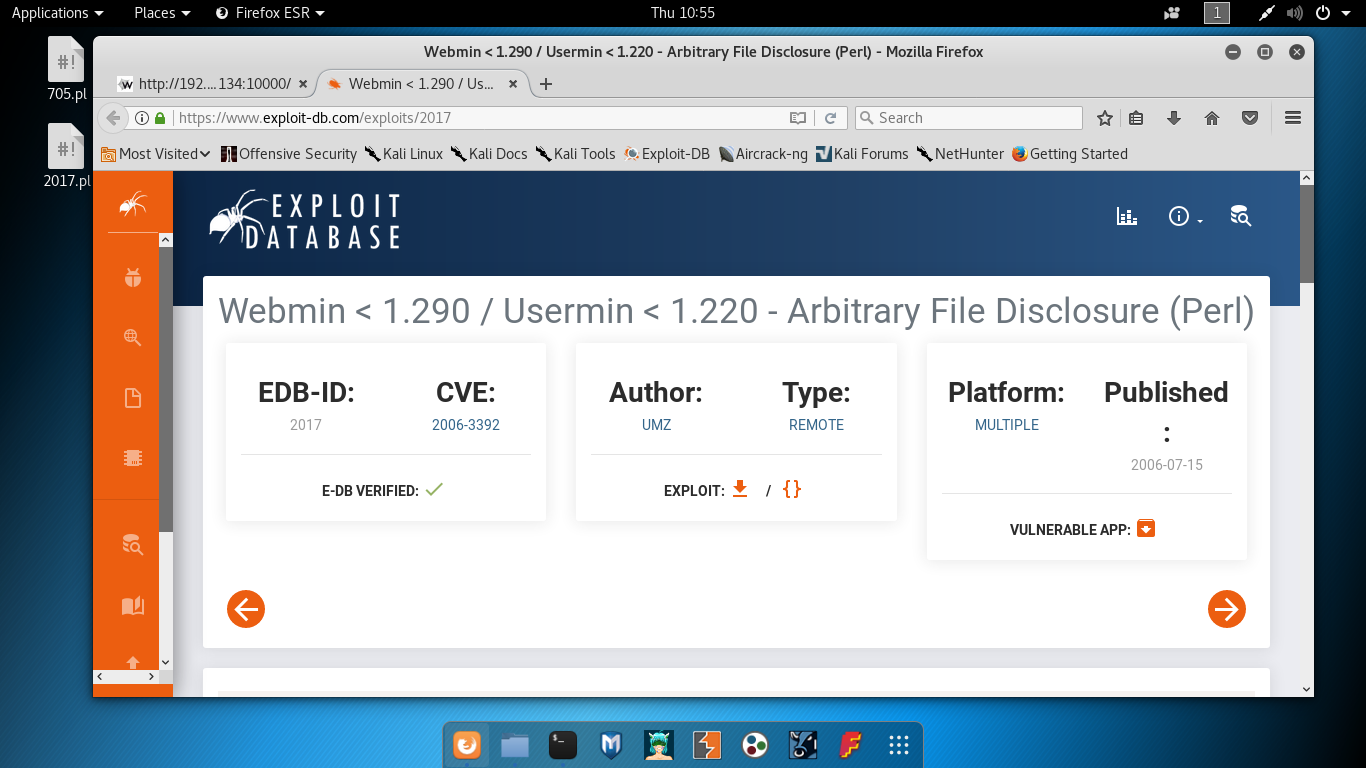 Applications Places Firefox ESR Thu 10:55 1
Webmin < 1.290 / Usermin < 1.220 - Arbitrary File Disclosure (Perl) - Mozilla Firefox
#!
705.pl
#!
2017.pl
http://192....134:10000/ Webmin < 1.290 / Us...
https://www.exploit-db.com/exploits/2017 Search
Most Visited Offensive Security Kali Linux Kali Docs Kali Tools Exploit-DB Aircrack-ng Kali Forums NetHunter Getting Started
EXPLOIT
DATABASE
Webmin < 1.290 / Usermin < 1.220 - Arbitrary File Disclosure (Perl)
EDB-ID: CVE:
2017 2006-3392
E-DB VERIFIED:
Author: Type:
UMZ REMOTE
EXPLOIT: / {}
Platform: Published
:
MULTIPLE
2006-07-15
VULNERABLE APP: